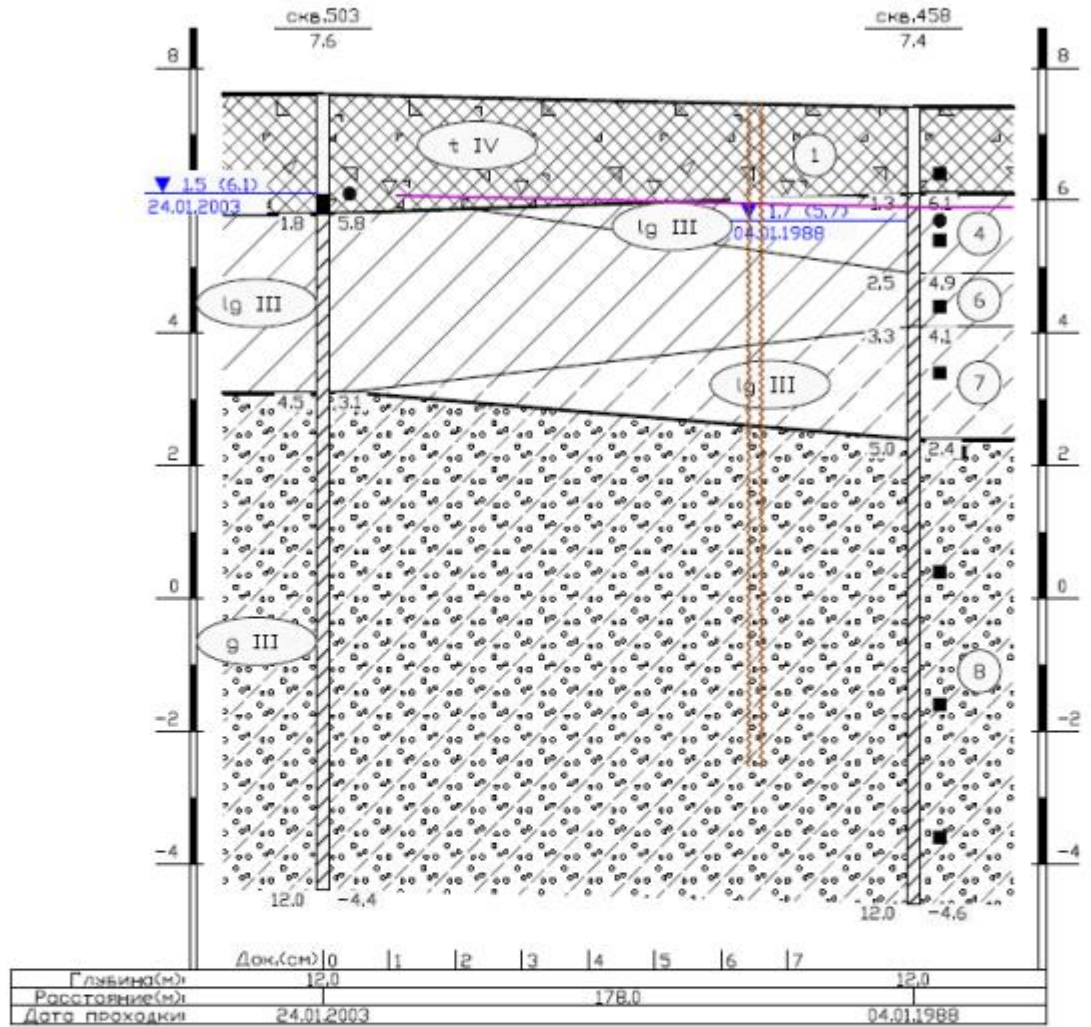 скв.503 скв.458
7.6 7.4
8 8
t IV 1
1.5 (6.1) 6
24.01.2003 1.3 6.1
1.7 (5.7)
1.8 5.8 lg III 04.01.1988 4
2.5 4.9
lg III 6
4 3.3 4.1 4
lg III 7
4.5 3.1
5.0 2.4
2 2
0 0
g III 8
-2 -2
-4 -4
12.0 -4.4 12.0 -4.6
Док.(см) 0 1 2 3 4 5 6 7
Глубина(м): 12.0 12.0
Расстояние(м): 178.0
Дата проходки: 24.01.2003 04.01.1988